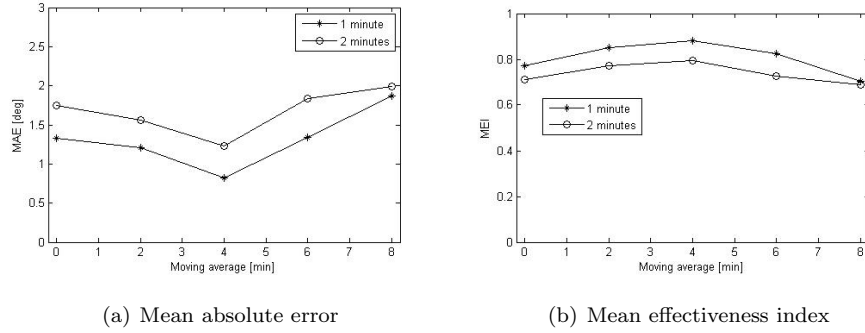 3
2.5
2
1.5
1
0.5
0
MAE [deg]
1 minute
2 minutes
0 1 2 3 4 5 6 7 8
Moving average [min]
(a) Mean absolute error
1
0.8
0.6
0.4
0.2
0
MEI
1 minute
2 minutes
0 1 2 3 4 5 6 7 8
Moving average [min]
(b) Mean effectiveness index